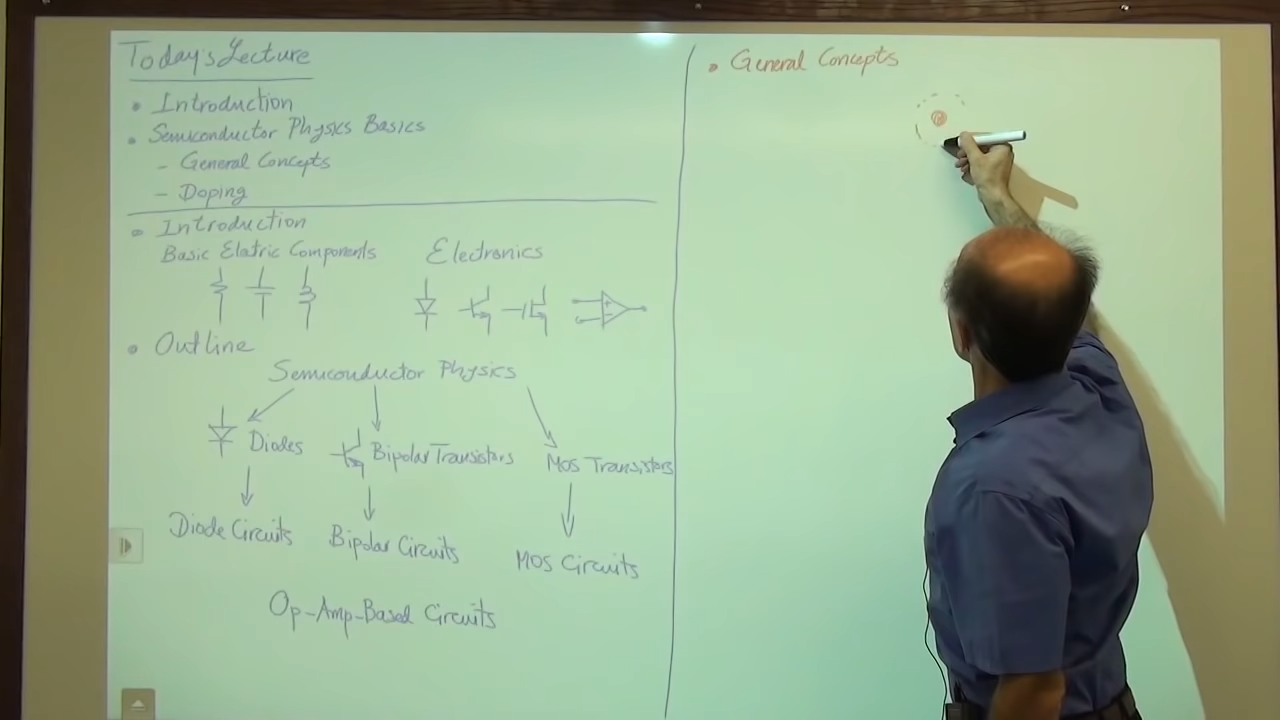 Today's Lecture
• Introduction
• Semiconductor Physics Basics
- General Concepts
- Doping
• Introduction
Basic Elatric Components
Electronics
• Outline
Semiconductor Physics
Diodes
Bipolar Transistors
MOS Transistors
Diode Circuits
Bipolar Circuits
MOS Circuits
Op-Amp-Based Circuits
• General Concepts